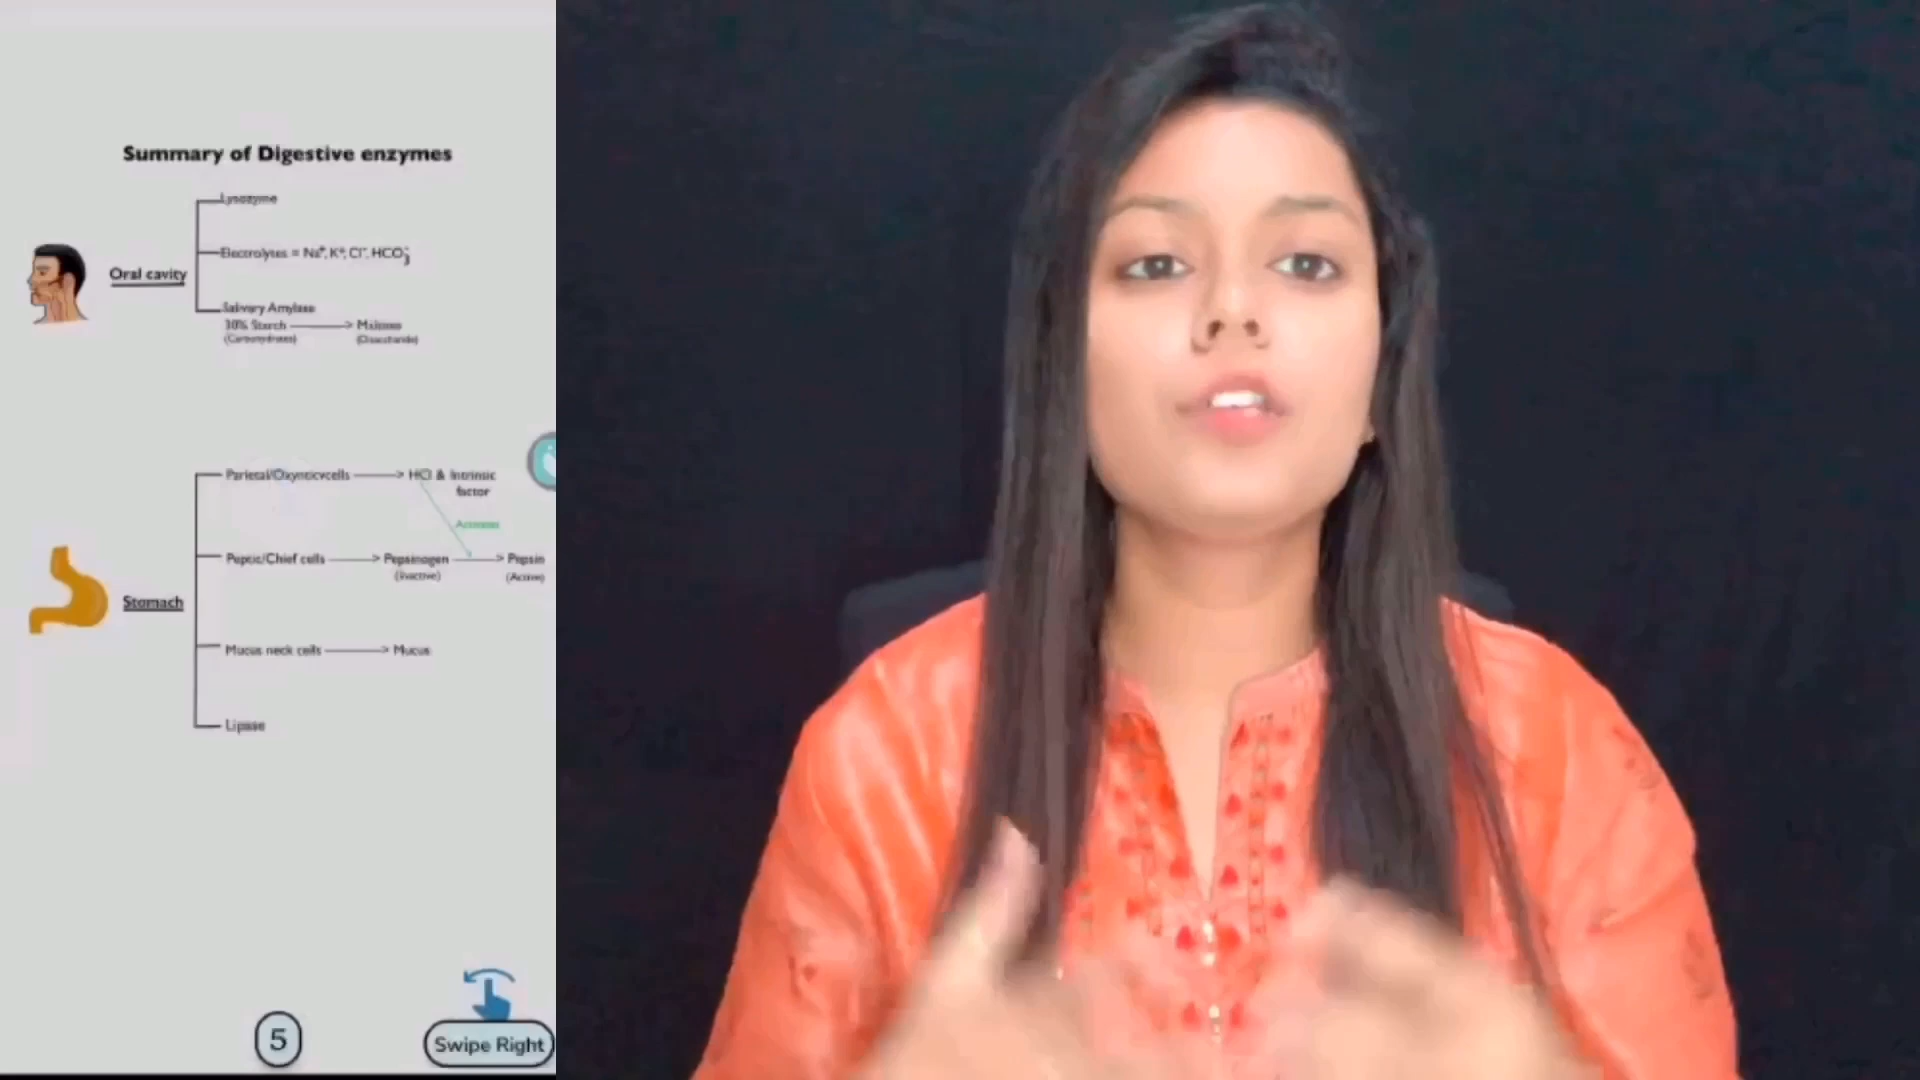 Summary of Digestive enzymes
Lysozyme
Electrolytes = Na⁺, K⁺, Cl⁻, HCO₃⁻
Oral cavity
Salivary Amylase
30% Starch -> Maltose
(Carbohydrates) (Disaccharide)
Parietal/Oxynticvcells -> HCl & Intrinsic
factor
Activates
Peptic/Chief cells -> Pepsinogen -> Pepsin
(Inactive) (Active)
Stomach
Mucus neck cells -> Mucus
Lipase
5
Swipe Right